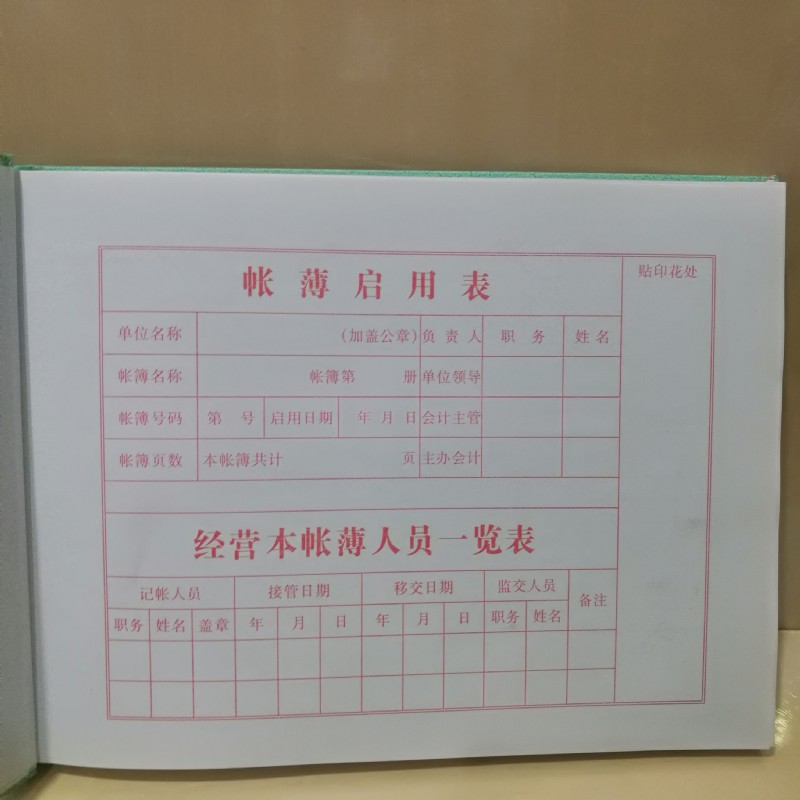 帐薄启用表
贴印花处
单位名称 (加盖公章) 负责人 职务 姓名
帐簿名称 帐簿第 册 单位领导
帐簿号码 第 号 启用日期 年 月 日 会计主管
帐簿页数 本帐簿共计 页 主办会计
经营本帐薄人员一览表
记帐人员 接管日期 移交日期 监交人员 备注
职务 姓名 盖章 年 月 日 年 月 日 职务 姓名